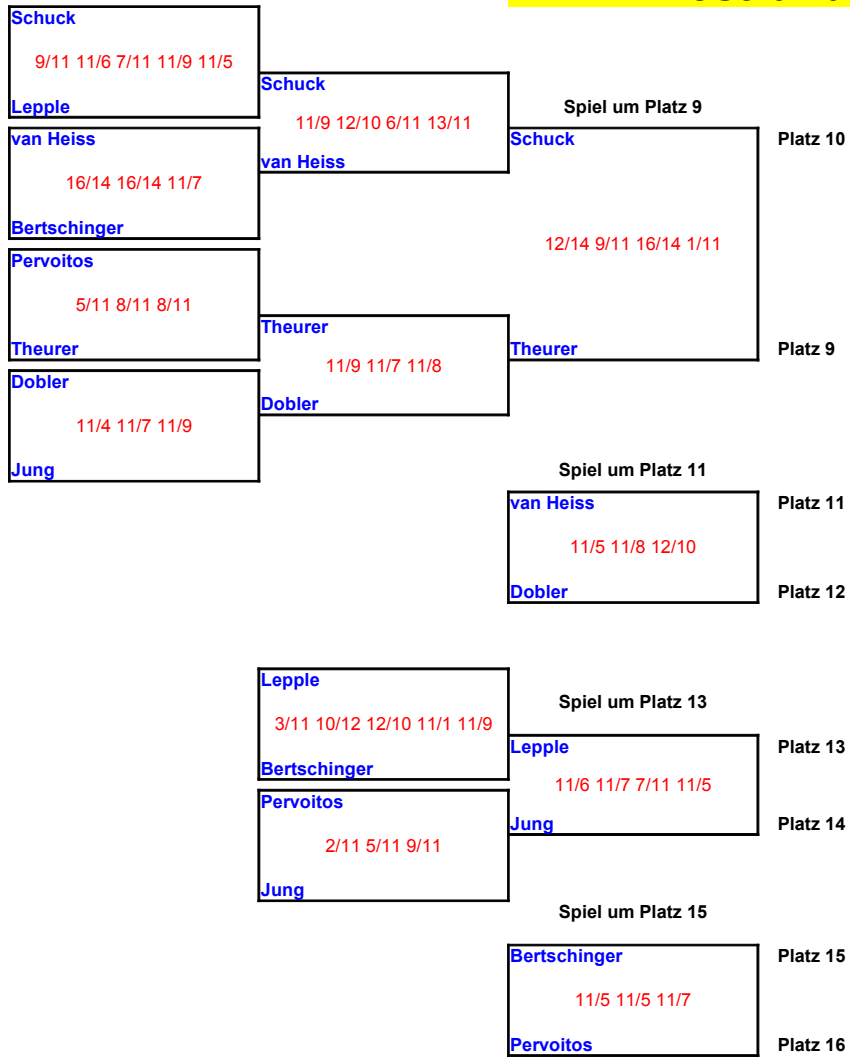 Schuck
9/11 11/6 7/11 11/9 11/5
Lepple
van Heiss
16/14 16/14 11/7
Bertschinger
Pervoitos
5/11 8/11 8/11
Theurer
Dobler
11/4 11/7 11/9
Jung
Schuck
11/9 12/10 6/11 13/11
van Heiss
Theurer
11/9 11/7 11/8
Dobler
Spiel um Platz 9
Schuck
Platz 10
12/14 9/11 16/14 1/11
Theurer
Platz 9
Spiel um Platz 11
van Heiss
Platz 11
11/5 11/8 12/10
Dobler
Platz 12
Lepple
3/11 10/12 12/10 11/1 11/9
Bertschinger
Pervoitos
2/11 5/11 9/11
Jung
Spiel um Platz 13
Lepple
Platz 13
11/6 11/7 7/11 11/5
Jung
Platz 14
Spiel um Platz 15
Bertschinger
Platz 15
11/5 11/5 11/7
Pervoitos
Platz 16